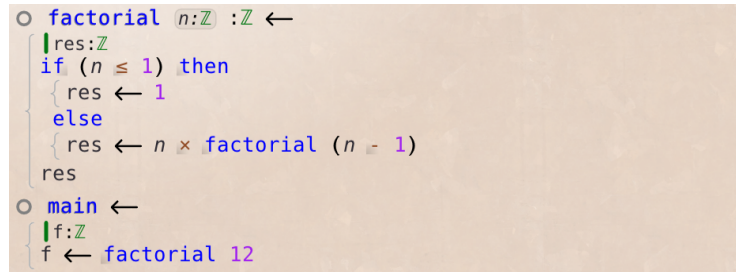 factorial n:ℤ :ℤ ←
res:ℤ
if (n ≤ 1) then
res ← 1
else
res ← n × factorial (n - 1)
res
main ←
f:ℤ
f ← factorial 12